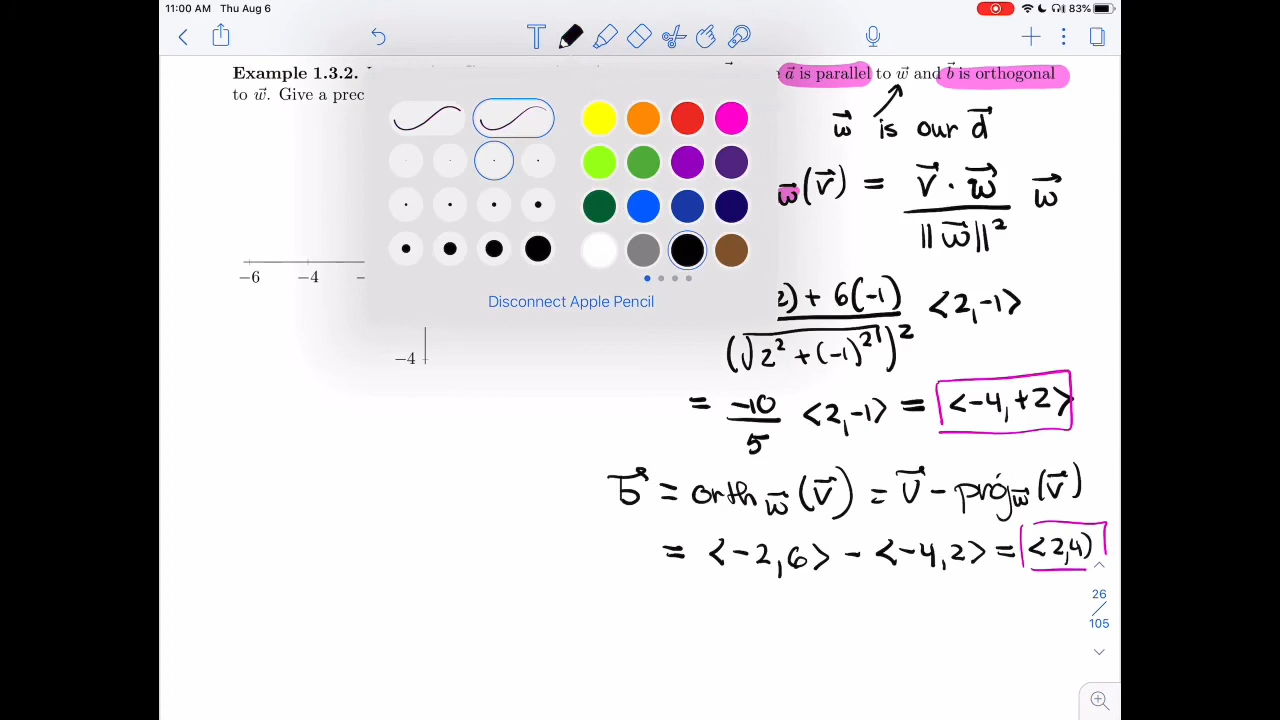 11:00 AM Thu Aug 6
83%
Example 1.3.2.
a⃗ is parallel to w⃗ and b⃗ is orthogonal
to w⃗. Give a prec
w⃗ is our d⃗
w⃗(v⃗) = v⃗ · w⃗ / ||w⃗||² w⃗
2) + 6(-1) / (√2² + (-1)²)² <2,-1>
= -10/5 <2,-1> = <-4,+2>
b⃗ = orth w⃗ (v⃗) = v⃗ - proj w⃗ (v⃗)
= <-2,6> - <-4,2> = <2,4)
−6 −4
−4
Disconnect Apple Pencil
26
105